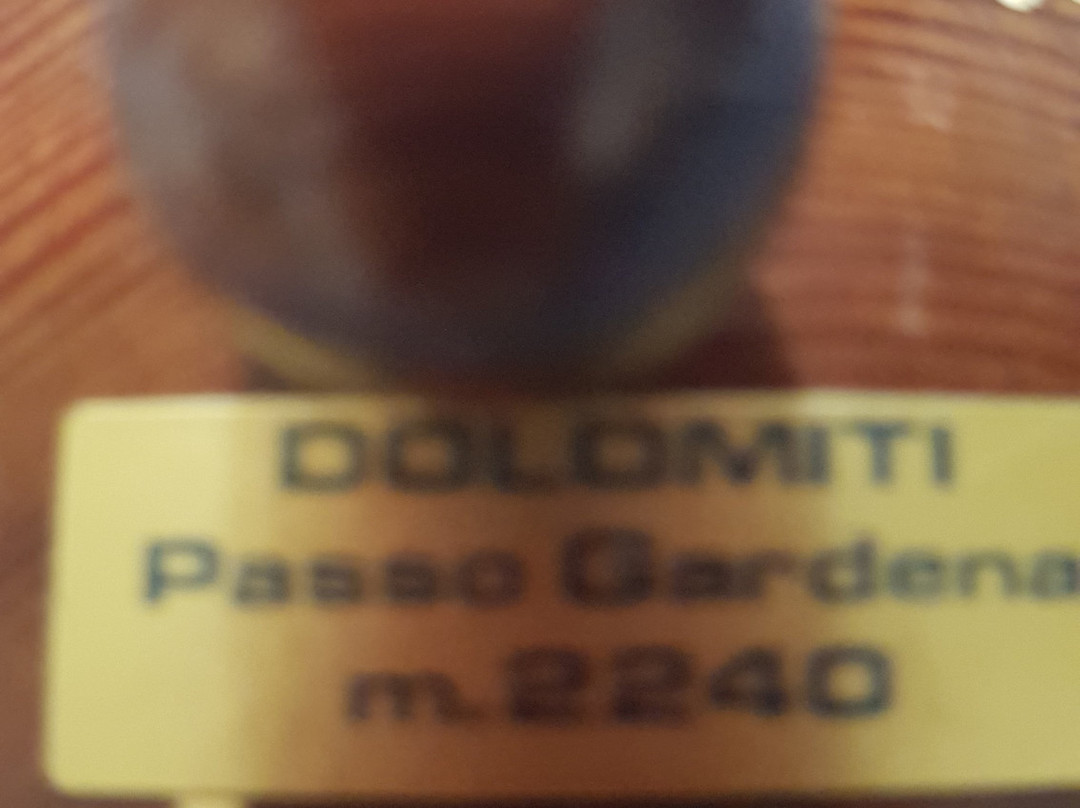 DOLOMITI
Passo Gardena
m.2240